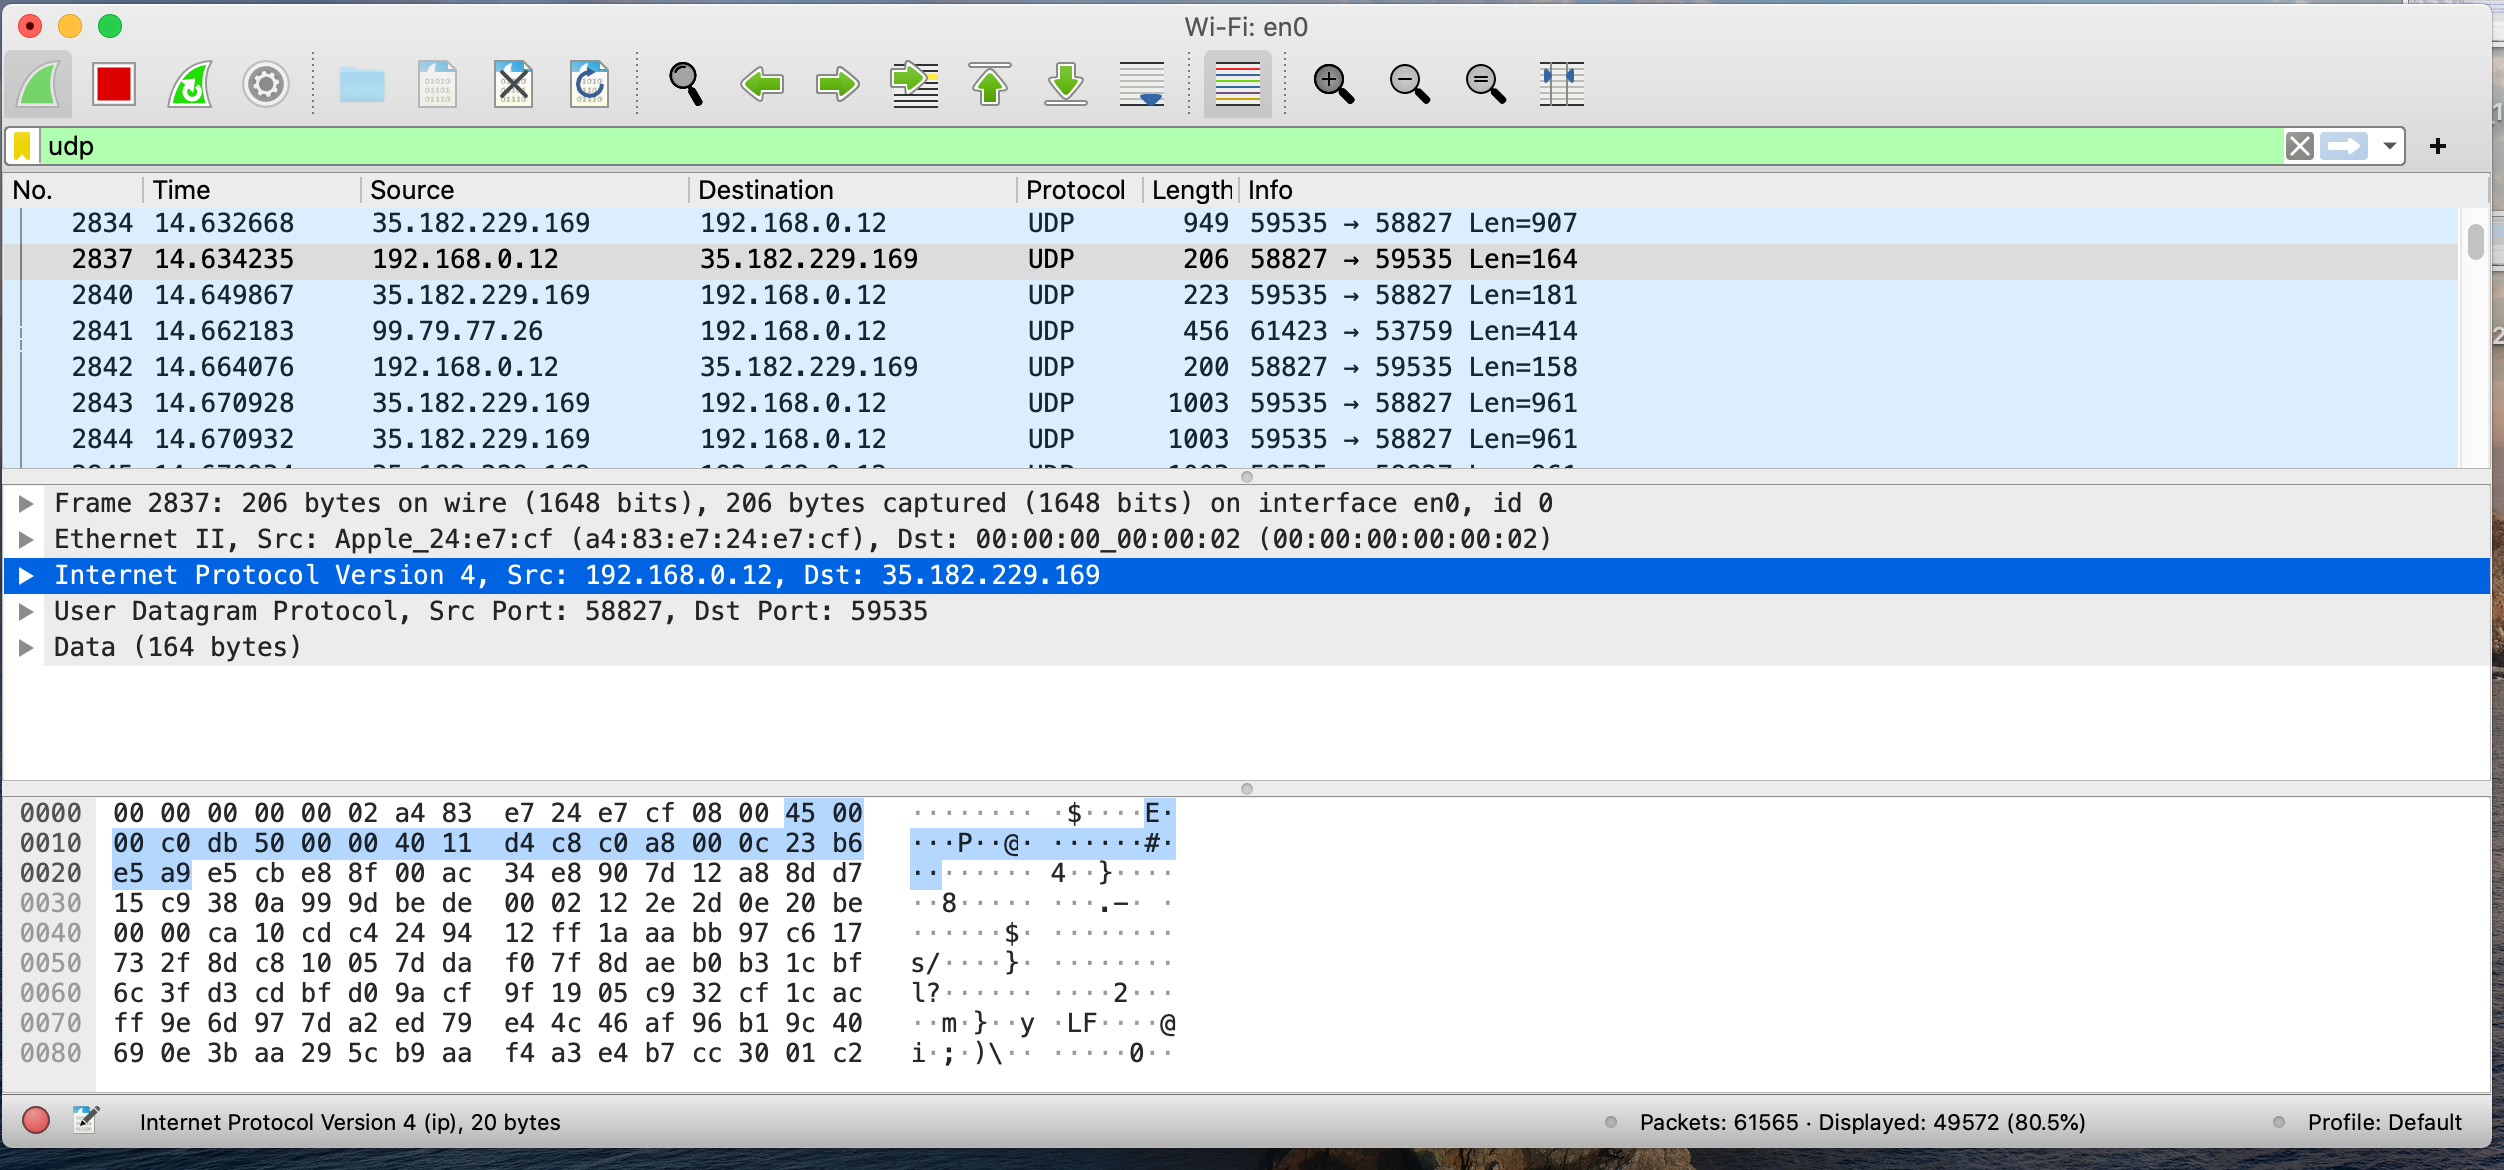 Wi-Fi: en0
udp
No. Time Source Destination Protocol Length Info
2834 14.632668 35.182.229.169 192.168.0.12 UDP 949 59535 → 58827 Len=907
2837 14.634235 192.168.0.12 35.182.229.169 UDP 206 58827 → 59535 Len=164
2840 14.649867 35.182.229.169 192.168.0.12 UDP 223 59535 → 58827 Len=181
2841 14.662183 99.79.77.26 192.168.0.12 UDP 456 61423 → 53759 Len=414
2842 14.664076 192.168.0.12 35.182.229.169 UDP 200 58827 → 59535 Len=158
2843 14.670928 35.182.229.169 192.168.0.12 UDP 1003 59535 → 58827 Len=961
2844 14.670932 35.182.229.169 192.168.0.12 UDP 1003 59535 → 58827 Len=961
Frame 2837: 206 bytes on wire (1648 bits), 206 bytes captured (1648 bits) on interface en0, id 0
Ethernet II, Src: Apple_24:e7:cf (a4:83:e7:24:e7:cf), Dst: 00:00:00_00:00:02 (00:00:00:00:00:02)
Internet Protocol Version 4, Src: 192.168.0.12, Dst: 35.182.229.169
User Datagram Protocol, Src Port: 58827, Dst Port: 59535
Data (164 bytes)
0000 00 00 00 00 00 02 a4 83 e7 24 e7 cf 08 00 45 00 ········ ·$····E·
0010 00 c0 db 50 00 00 40 11 d4 c8 c0 a8 00 0c 23 b6 ···P··@· ······#·
0020 e5 a9 e5 cb e8 8f 00 ac 34 e8 90 7d 12 a8 8d d7 ········ 4··}····
0030 15 c9 38 0a 99 9d be de 00 02 12 2e 2d 0e 20 be ··8····· ···.-· ·
0040 00 00 ca 10 cd c4 24 94 12 ff 1a aa bb 97 c6 17 ······$· ········
0050 73 2f 8d c8 10 05 7d da f0 7f 8d ae b0 b3 1c bf s/····}· ········
0060 6c 3f d3 cd bf d0 9a cf 9f 19 05 c9 32 cf 1c ac l?······ ····2···
0070 ff 9e 6d 97 7d a2 ed 79 e4 4c 46 af 96 b1 9c 40 ··m·}··y ·LF····@
0080 69 0e 3b aa 29 5c b9 aa f4 a3 e4 b7 cc 30 01 c2 i·;·)\·· ·····0··
Internet Protocol Version 4 (ip), 20 bytes
Packets: 61565 · Displayed: 49572 (80.5%)
Profile: Default